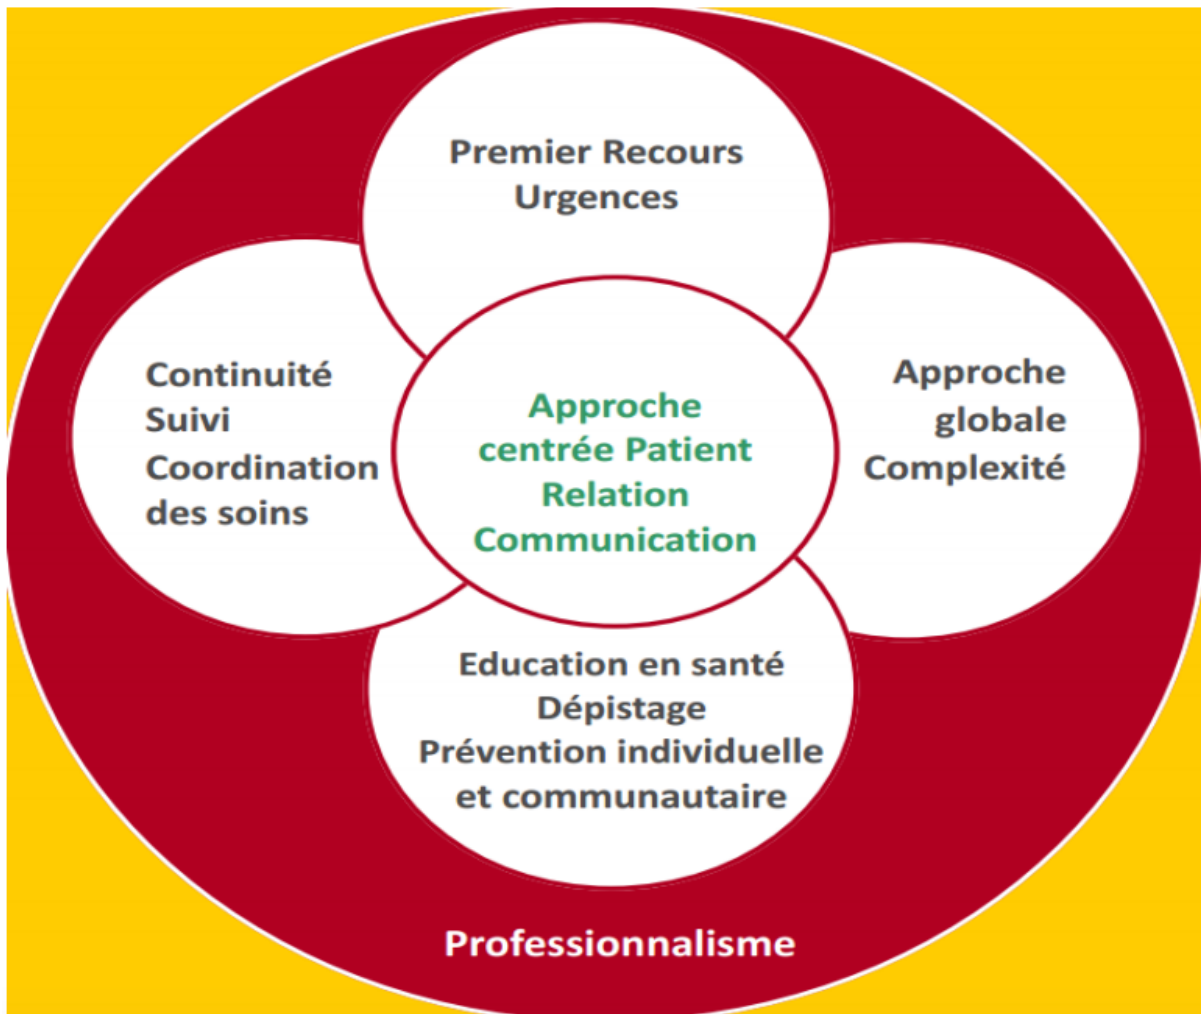 Premier Recours
Urgences
Continuité
Suivi
Coordination
des soins
Approche
centrée Patient
Relation
Communication
Approche
globale
Complexité
Education en santé
Dépistage
Prévention individuelle
et communautaire
Professionnalisme